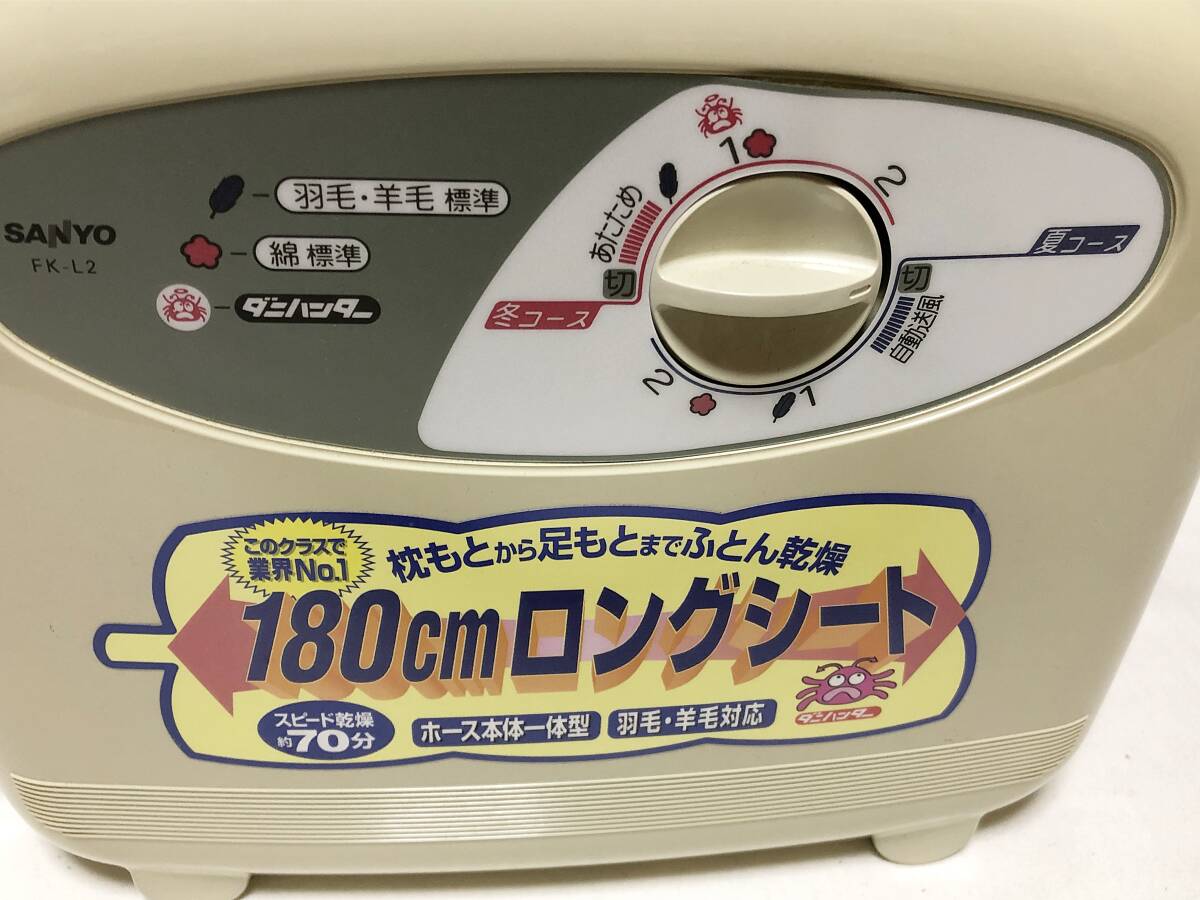 SANYO
FK-L2
羽毛・羊毛 標準
綿 標準
ダニハンター
あたため
1
2
切
冬コース
夏コース
切
自動送風
1
2
このクラスで
業界No.1
枕もとから足もとまでふとん乾燥
180cmロングシート
スピード乾燥
約70分
ホース本体一体型
羽毛・羊毛対応
ダニハンター